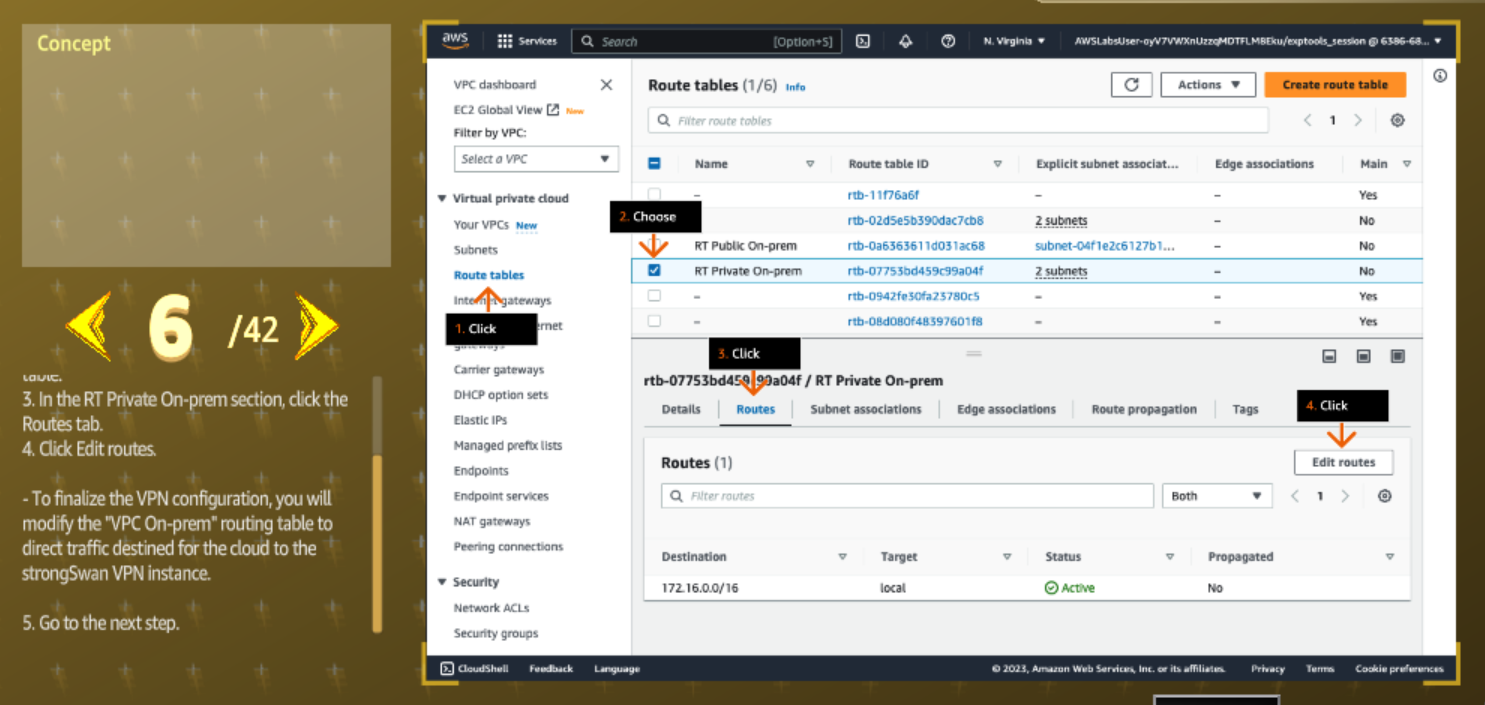 Concept
6 /42
table.
3. In the RT Private On-prem section, click the
Routes tab.
4. Click Edit routes.
- To finalize the VPN configuration, you will
modify the "VPC On-prem" routing table to
direct traffic destined for the cloud to the
strongSwan VPN instance.
5. Go to the next step.
aws Services Search [Option+S] N. Virginia AWSLabsUser-oyV7VWXnUzzqMDTFLM8Eku/exptools_session @ 6386-68...
VPC dashboard
EC2 Global View New
Filter by VPC:
Select a VPC
Virtual private cloud
Your VPCs New
Subnets
Route tables
Internet gateways
1. Click
ernet
gateways
Carrier gateways
DHCP option sets
Elastic IPs
Managed prefix lists
Endpoints
Endpoint services
NAT gateways
Peering connections
Security
Network ACLs
Security groups
Route tables (1/6) Info Actions Create route table
Filter route tables 1
Name Route table ID Explicit subnet associat... Edge associations Main
– rtb-11f76a6f – – Yes
2. Choose
rtb-02d5e5b390dac7cb8 2 subnets – No
RT Public On-prem rtb-0a6363611d031ac68 subnet-04f1e2c6127b1... – No
RT Private On-prem rtb-07753bd459c99a04f 2 subnets – No
– rtb-0942fe30fa23780c5 – – Yes
– rtb-08d080f48397601f8 – – Yes
3. Click
rtb-07753bd459c99a04f / RT Private On-prem
Details Routes Subnet associations Edge associations Route propagation Tags
4. Click
Routes (1) Edit routes
Filter routes Both 1
Destination Target Status Propagated
172.16.0.0/16 local Active No
CloudShell Feedback Language © 2023, Amazon Web Services, Inc. or its affiliates. Privacy Terms Cookie preferences